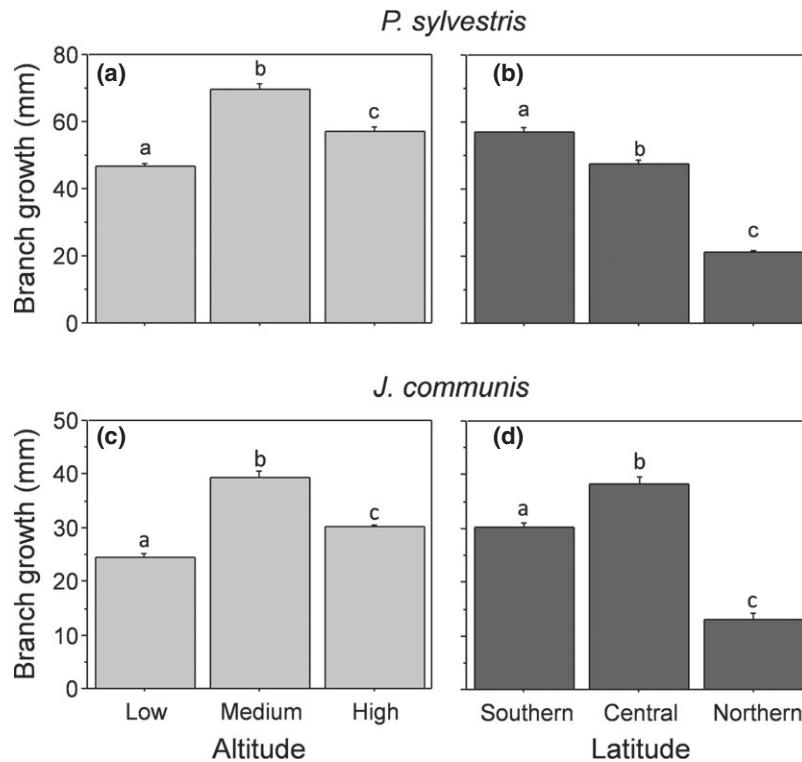 P. sylvestris
Branch growth (mm)
80
60
40
20
0
(a)
a
b
c
(b)
a
b
c
J. communis
Branch growth (mm)
50
40
30
20
10
0
(c)
a
b
c
(d)
a
b
c
Low Medium High
Southern Central Northern
Altitude
Latitude